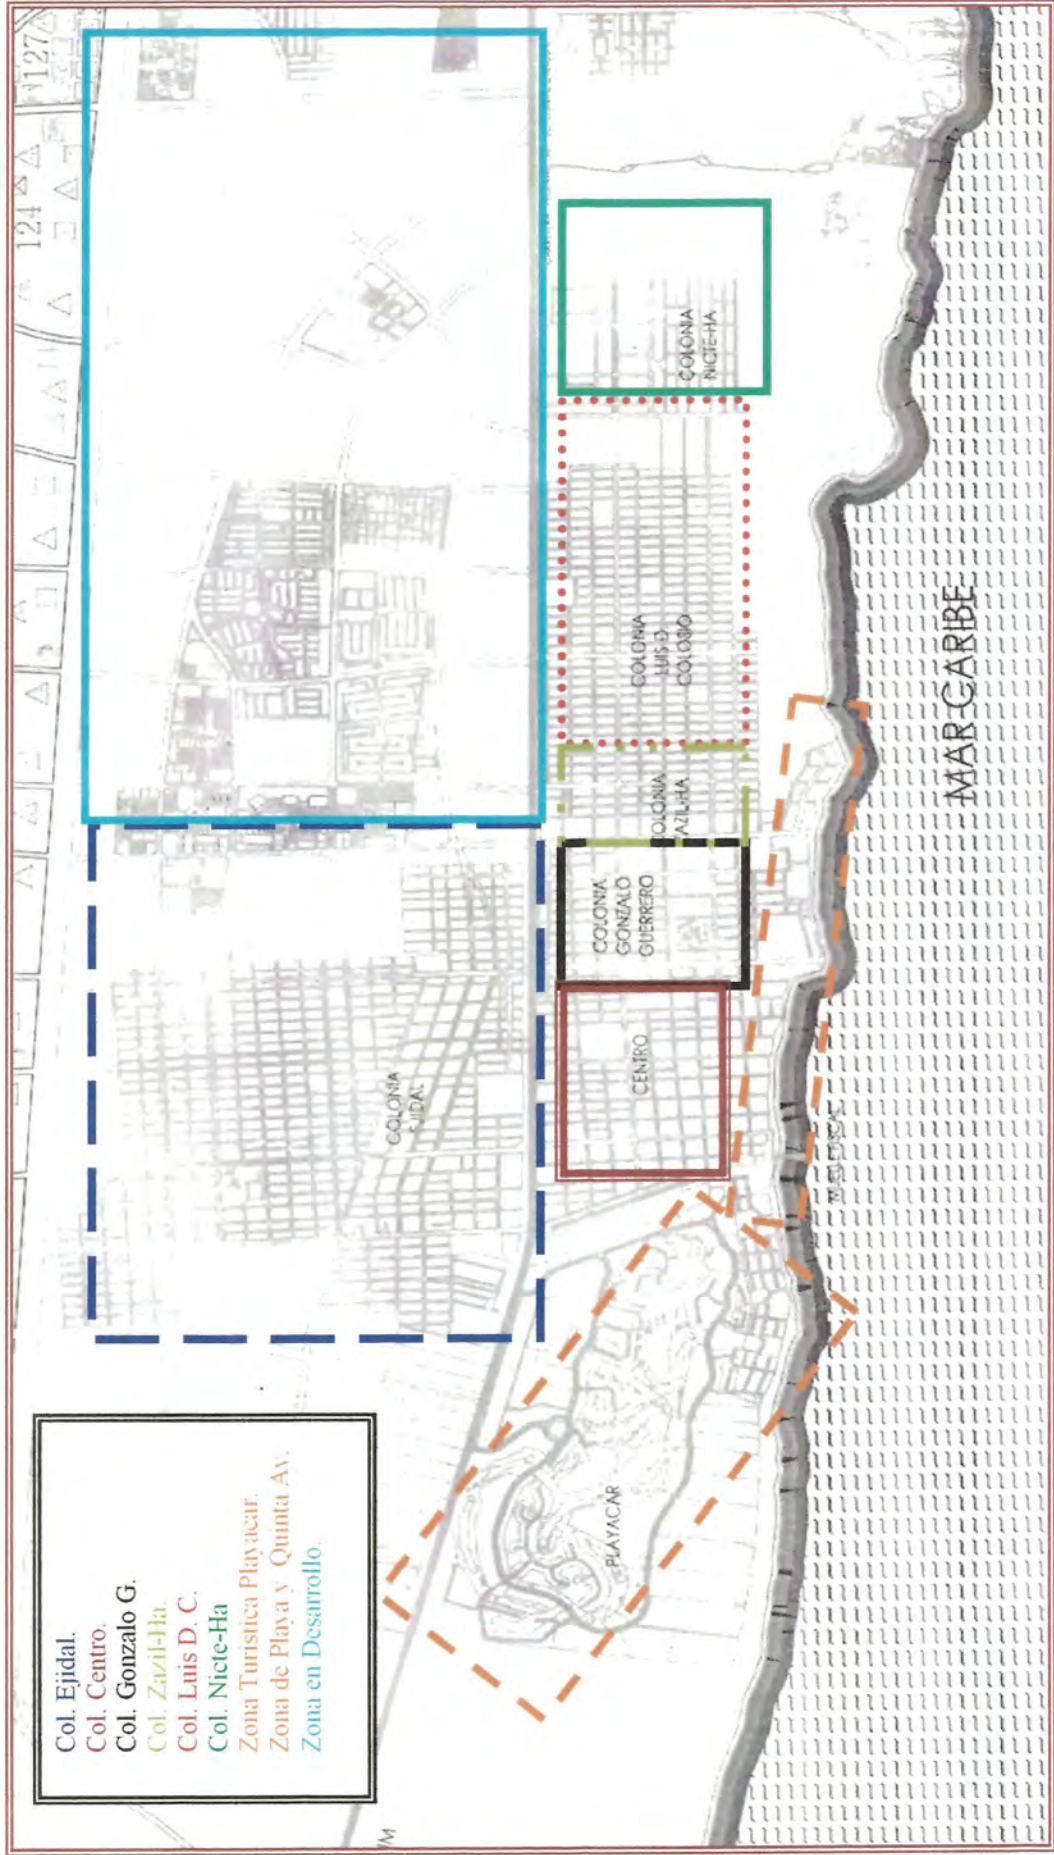 Col. Ejidal.
Col. Centro.
Col. Gonzalo G.
Col. Zazil-Ha.
Col. Luis D. C.
Col. Nicte-Ha
Zona Turistica Playacar.
Zona de Playa y Quinta Av.
Zona en Desarrollo.
124
N127
COLONIA
EJIDAL
PLAYACAR
CENTRO
COLONIA
GONZALO
GUERRERO
COLONIA
ZAZIL-HA
COLONIA
LUIS D
COLOSO
COLONIA
NICTE-HA
MAR CARIBE